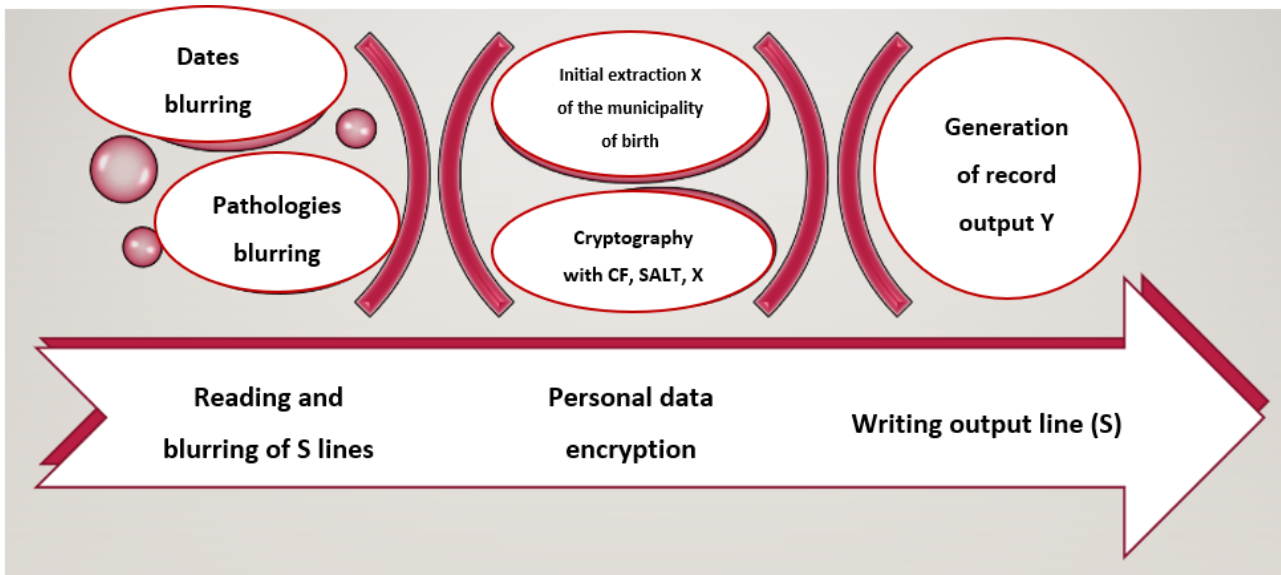 Dates
blurring
Pathologies
blurring
Initial extraction X
of the municipality
of birth
Cryptography
with CF, SALT, X
Generation
of record
output Y
Reading and
blurring of S lines
Personal data
encryption
Writing output line (S)